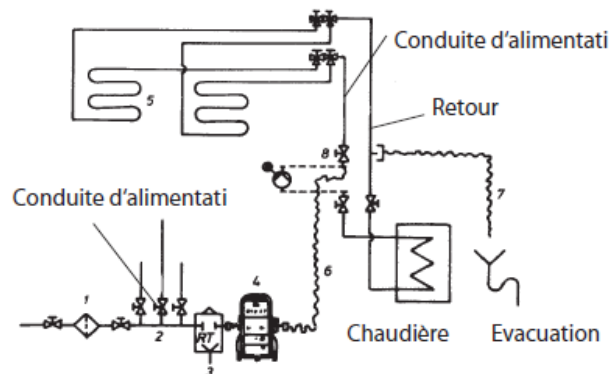 Conduite d'alimentati
Retour
5
8
Conduite d'alimentati
7
6
4
1
2
RT
3
Chaudière
Evacuation